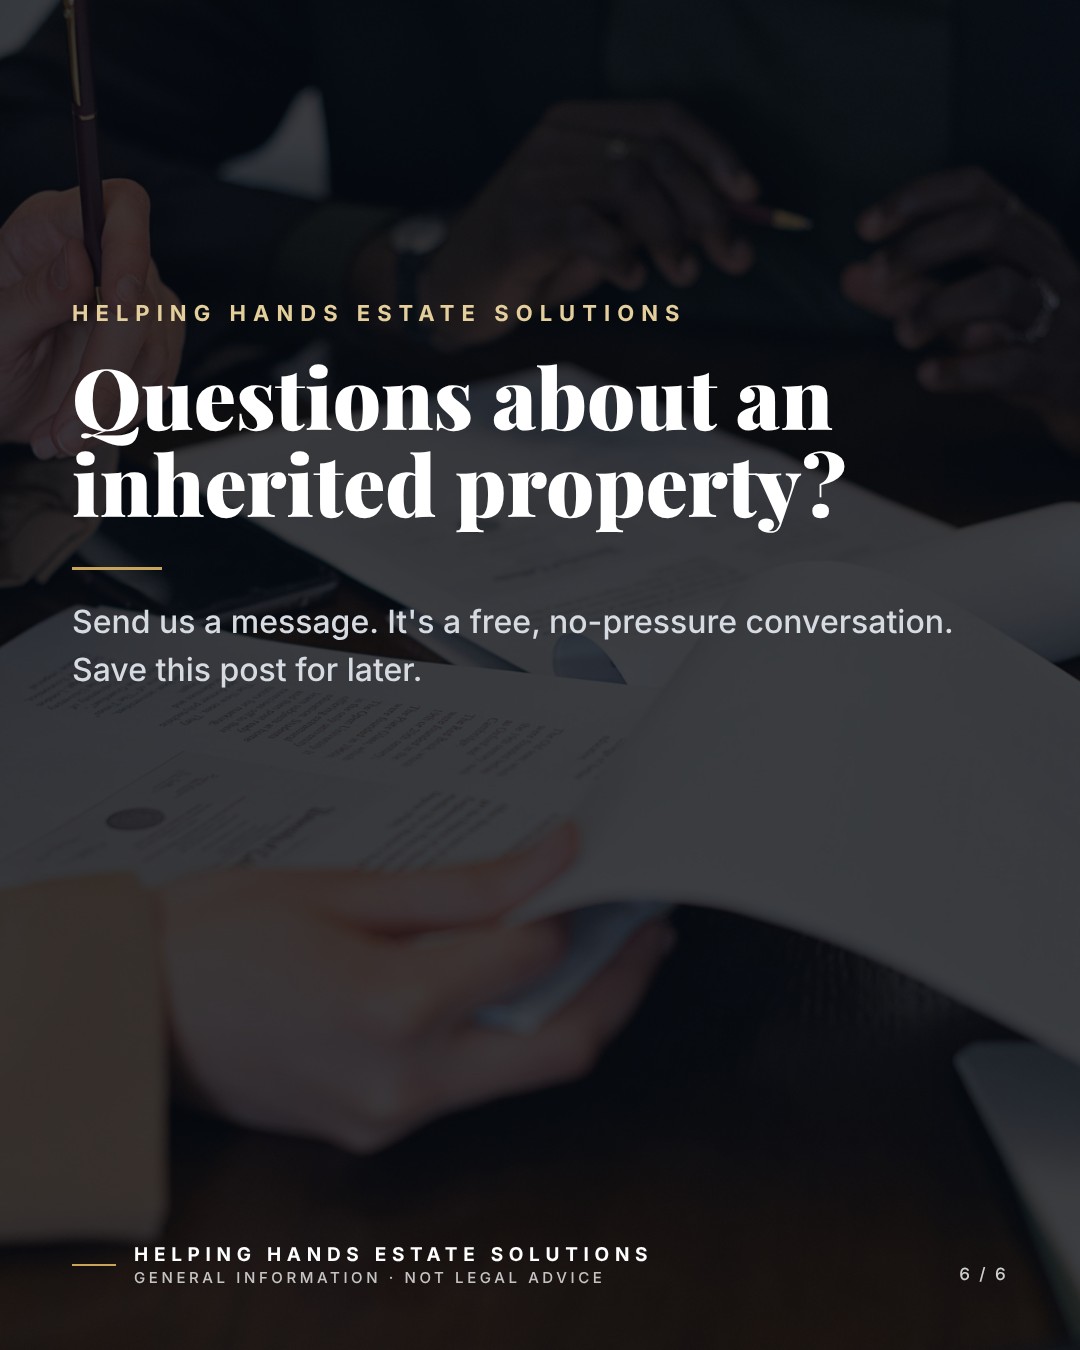 HELPING HANDS ESTATE SOLUTIONS
Questions about an
inherited property?
Send us a message. It's a free, no-pressure conversation.
Save this post for later.
HELPING HANDS ESTATE SOLUTIONS
GENERAL INFORMATION · NOT LEGAL ADVICE
6 / 6